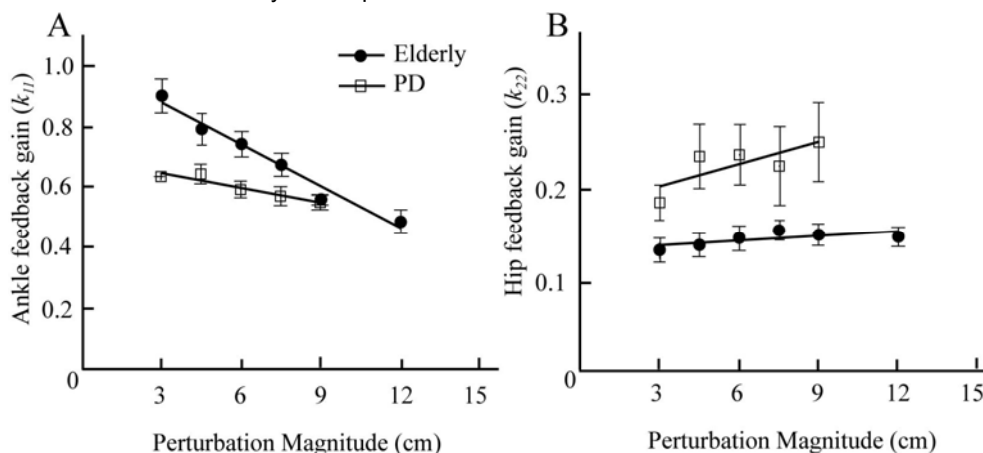 A
Elderly
PD
Ankle feedback gain (k11)
1.0
0.8
0.6
0.4
0.2
0
3
6
9
12
15
Perturbation Magnitude (cm)
B
Hip feedback gain (k22)
0.3
0.2
0.1
0
3
6
9
12
15
Perturbation Magnitude (cm)